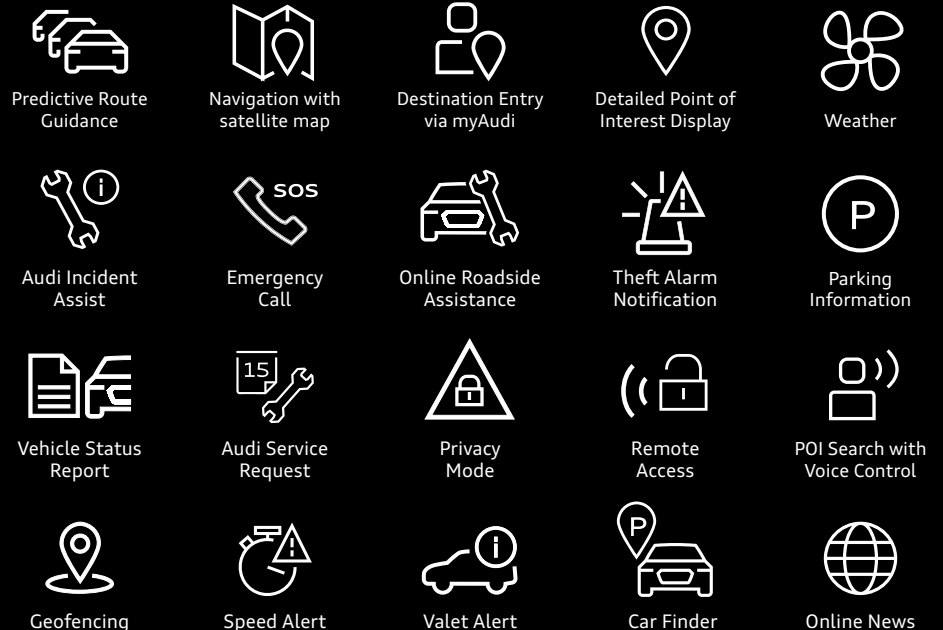 Predictive Route
Guidance
Navigation with
satellite map
Destination Entry
via myAudi
Detailed Point of
Interest Display
Weather
i
Audi Incident
Assist
SOS
Emergency
Call
Online Roadside
Assistance
Theft Alarm
Notification
P
Parking
Information
Vehicle Status
Report
15
Audi Service
Request
Privacy
Mode
Remote
Access
POI Search with
Voice Control
Geofencing
Speed Alert
i
Valet Alert
P
Car Finder
Online News